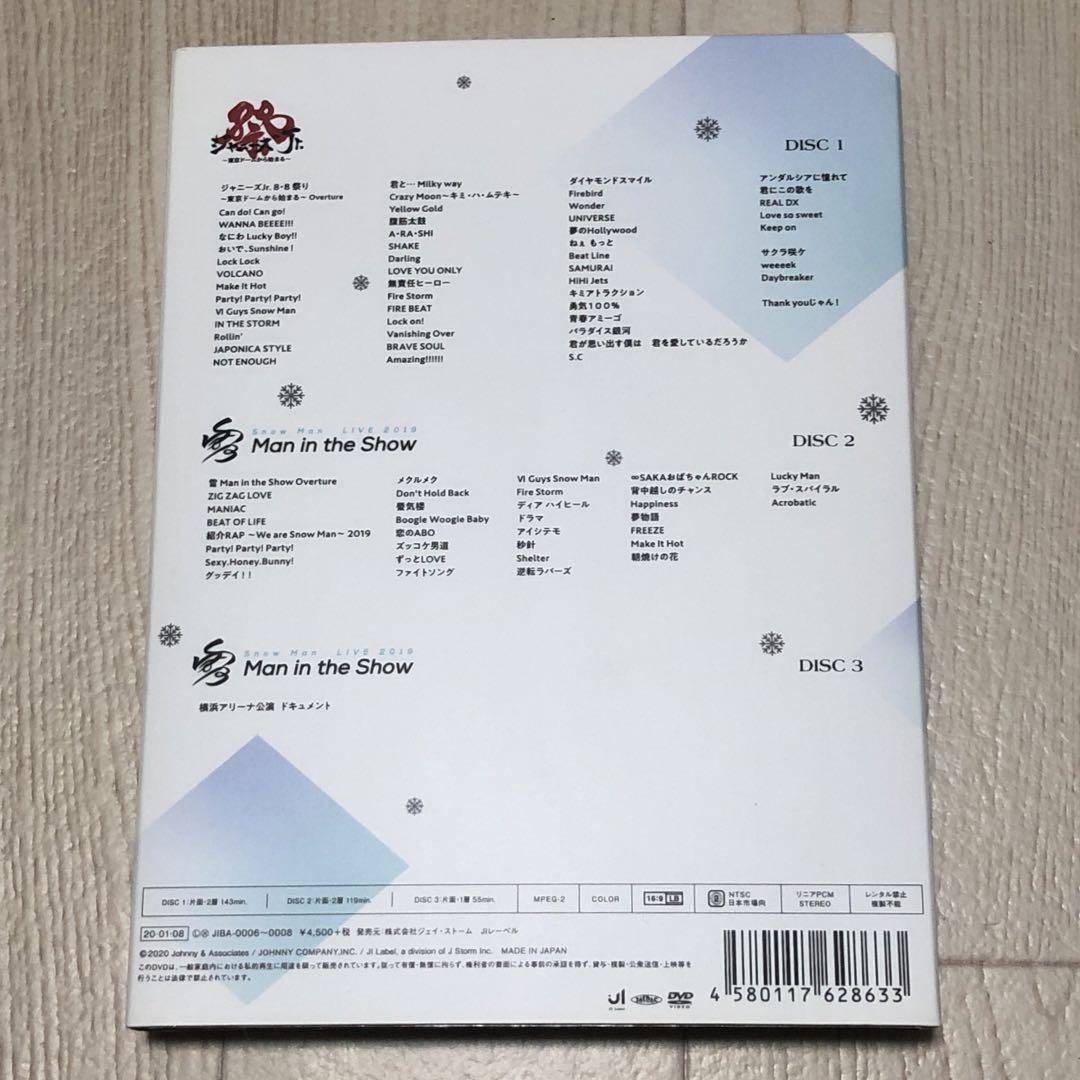 8・8
祭
ジャニーズJr.
～東京ドームから始まる～
DISC 1
ジャニーズJr. 8・8 祭り
～東京ドームから始まる～ Overture
Can do! Can go!
WANNA BEEEE!!!
なにわ Lucky Boy!!
おいで、Sunshine！
Lock Lock
VOLCANO
Make It Hot
Party! Party! Party!
VI Guys Snow Man
IN THE STORM
Rollin'
JAPONICA STYLE
NOT ENOUGH
君と… Milky way
Crazy Moon～キミ・ハ・ムテキ～
Yellow Gold
腹筋太鼓
A・RA・SHI
SHAKE
Darling
LOVE YOU ONLY
無責任ヒーロー
Fire Storm
FIRE BEAT
Lock on!
Vanishing Over
BRAVE SOUL
Amazing!!!!!!
ダイヤモンドスマイル
Firebird
Wonder
UNIVERSE
夢のHollywood
ねぇ もっと
Beat Line
SAMURAI
HiHi Jets
キミアトラクション
勇気100%
青春アミーゴ
パラダイス銀河
君が思い出す僕は 君を愛しているだろうか
S.C
アンダルシアに憧れて
君にこの歌を
REAL DX
Love so sweet
Keep on
サクラ咲ケ
weeeek
Daybreaker
Thank youじゃん！
Snow Man LIVE 2019
Man in the Show
DISC 2
雪 Man in the Show Overture
ZIG ZAG LOVE
MANIAC
BEAT OF LIFE
紹介RAP ～We are Snow Man～ 2019
Party! Party! Party!
Sexy.Honey.Bunny!
グッデイ！！
メクルメク
Don't Hold Back
蜃気楼
Boogie Woogie Baby
恋のABO
ズッコケ男道
ずっとLOVE
ファイトソング
VI Guys Snow Man
Fire Storm
ディア ハイヒール
ドラマ
アイシテモ
秒針
Shelter
逆転ラバーズ
∞SAKAおばちゃんROCK
背中越しのチャンス
Happiness
夢物語
FREEZE
Make It Hot
朝焼けの花
Lucky Man
ラブ・スパイラル
Acrobatic
Snow Man LIVE 2019
Man in the Show
DISC 3
横浜アリーナ公演 ドキュメント
DISC 1：片面・2層 143min.
DISC 2：片面・2層 119min.
DISC 3：片面・1層 55min.
MPEG-2
COLOR
16:9 LB
2
NTSC
日本市場向
リニアPCM
STEREO
レンタル禁止
複製不能
20・01・08 ⓁⓇ JIBA-0006～0008 ¥4,500+税 発売元：株式会社ジェイ・ストーム JIレーベル
©2020 Johnny & Associates / JOHNNY COMPANY,INC. / JI Label, a division of J Storm Inc. MADE IN JAPAN
このDVDは、一般家庭内における私的再生に用途を限って販売されています。従って有償・無償に拘らず、権利者の書面による事前の承諾を得ず、貸与・複製・公衆送信・上映等を
行うことは法律で禁止されています。
JI
JI Label
DVD
VIDEO
4 580117 628633